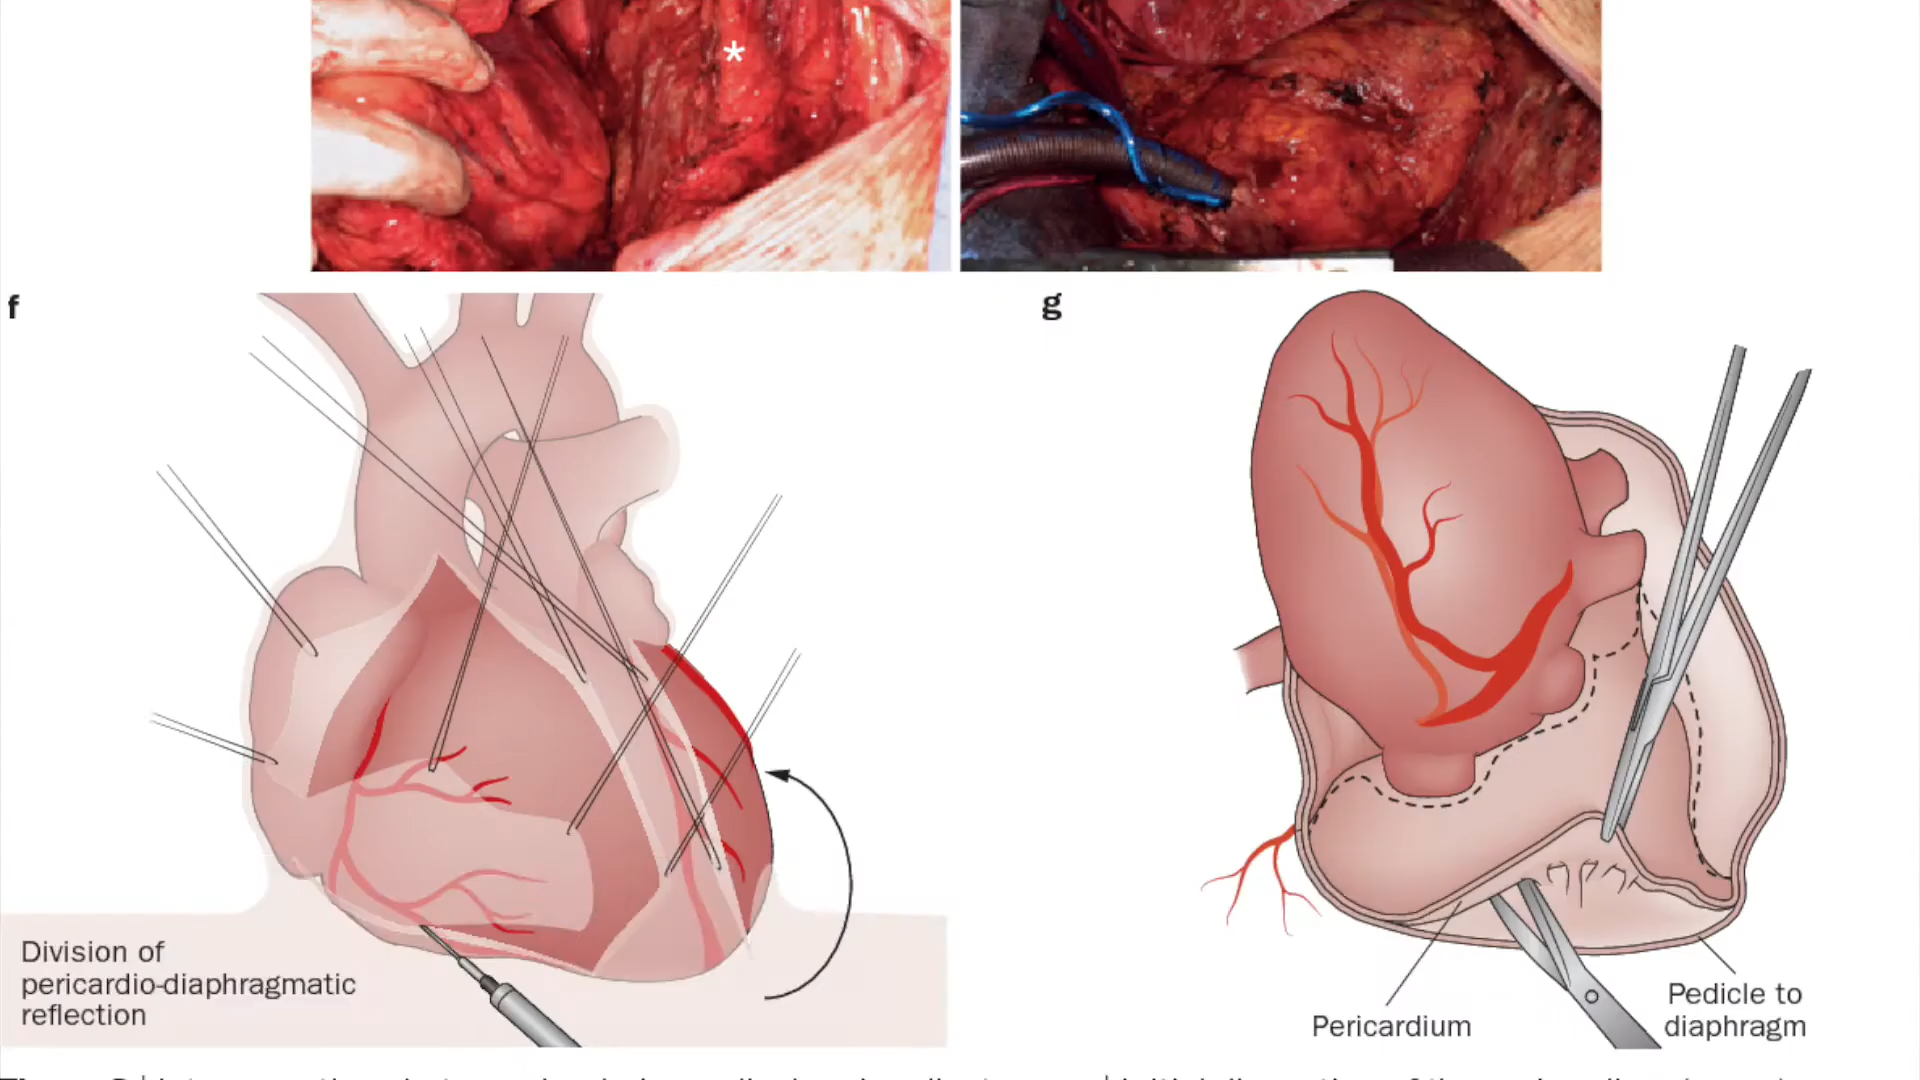 *
f
g
Division of
pericardio-diaphragmatic
reflection
Pericardium
Pedicle to
diaphragm